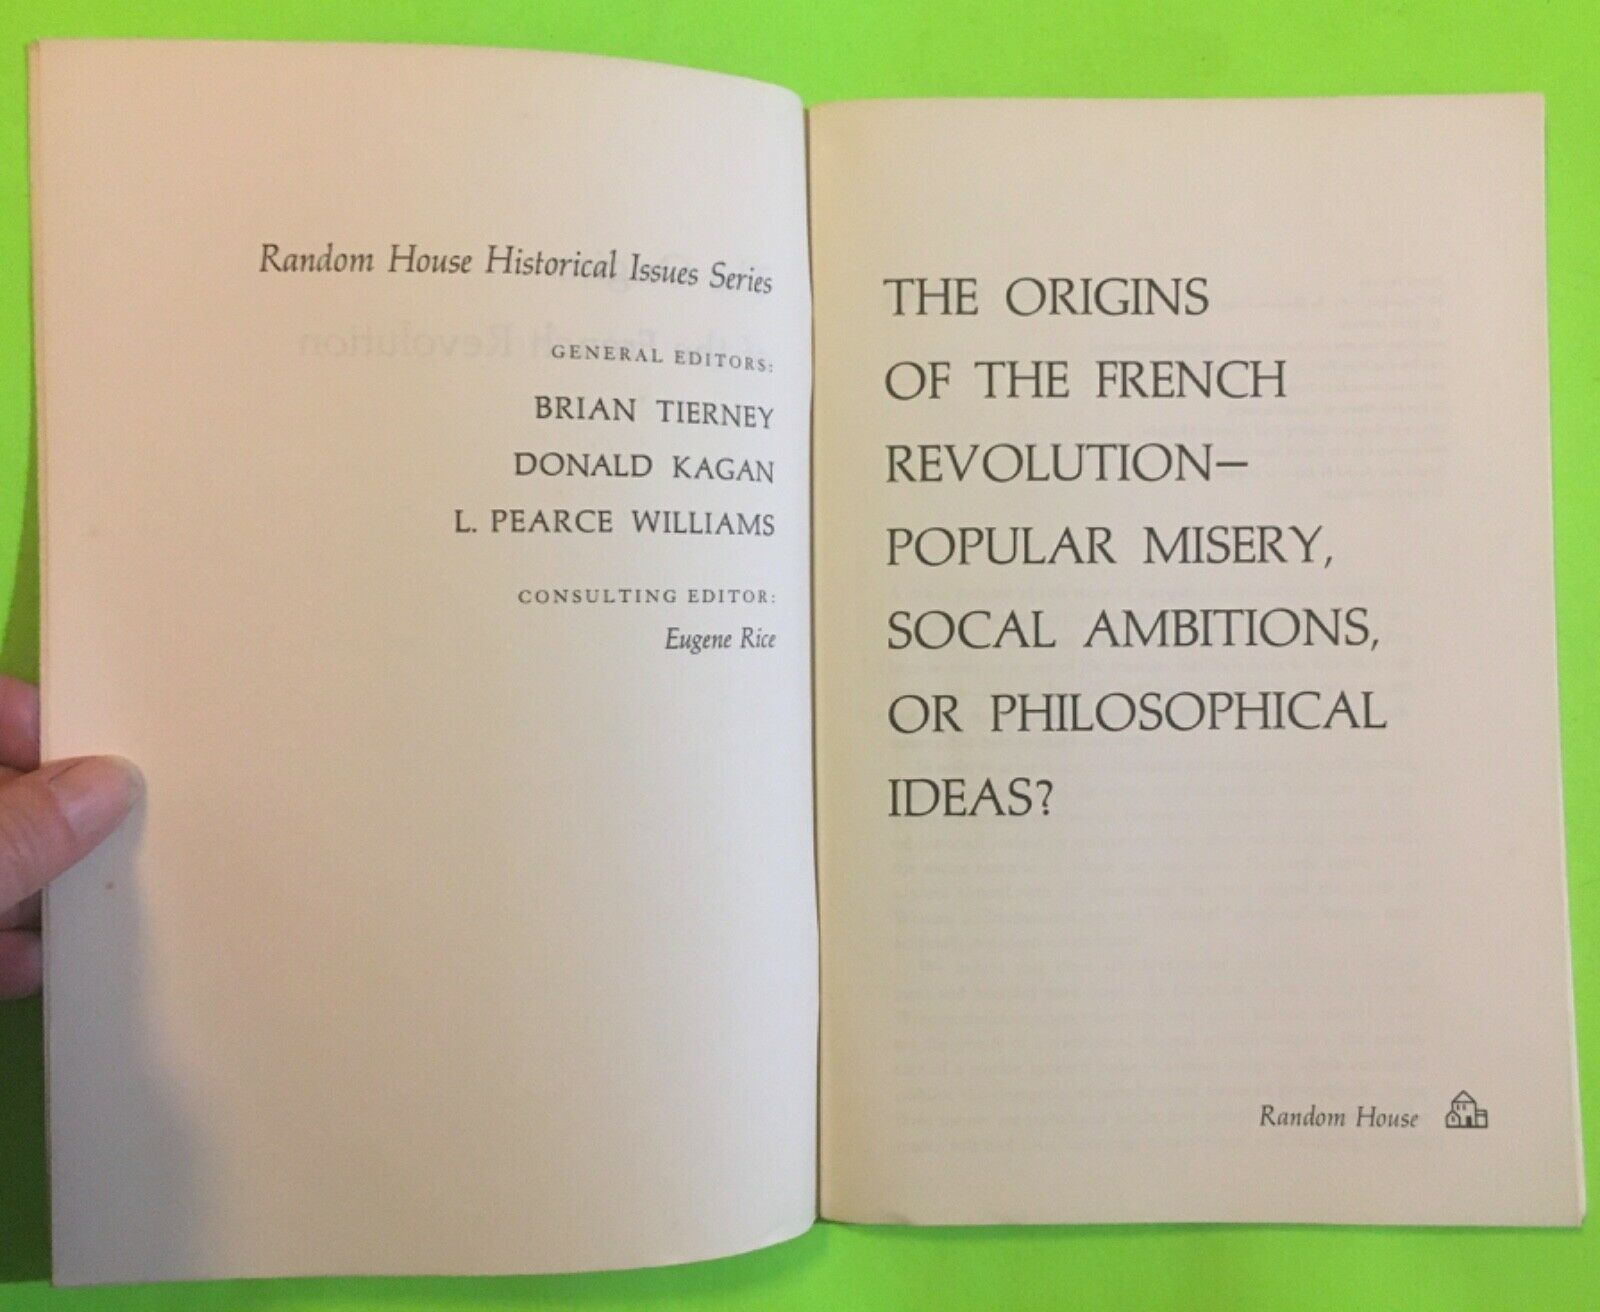 Random House Historical Issues Series
GENERAL EDITORS:
BRIAN TIERNEY
DONALD KAGAN
L. PEARCE WILLIAMS
CONSULTING EDITOR:
Eugene Rice
THE ORIGINS
OF THE FRENCH
REVOLUTION—
POPULAR MISERY,
SOCAL AMBITIONS,
OR PHILOSOPHICAL
IDEAS?
Random House